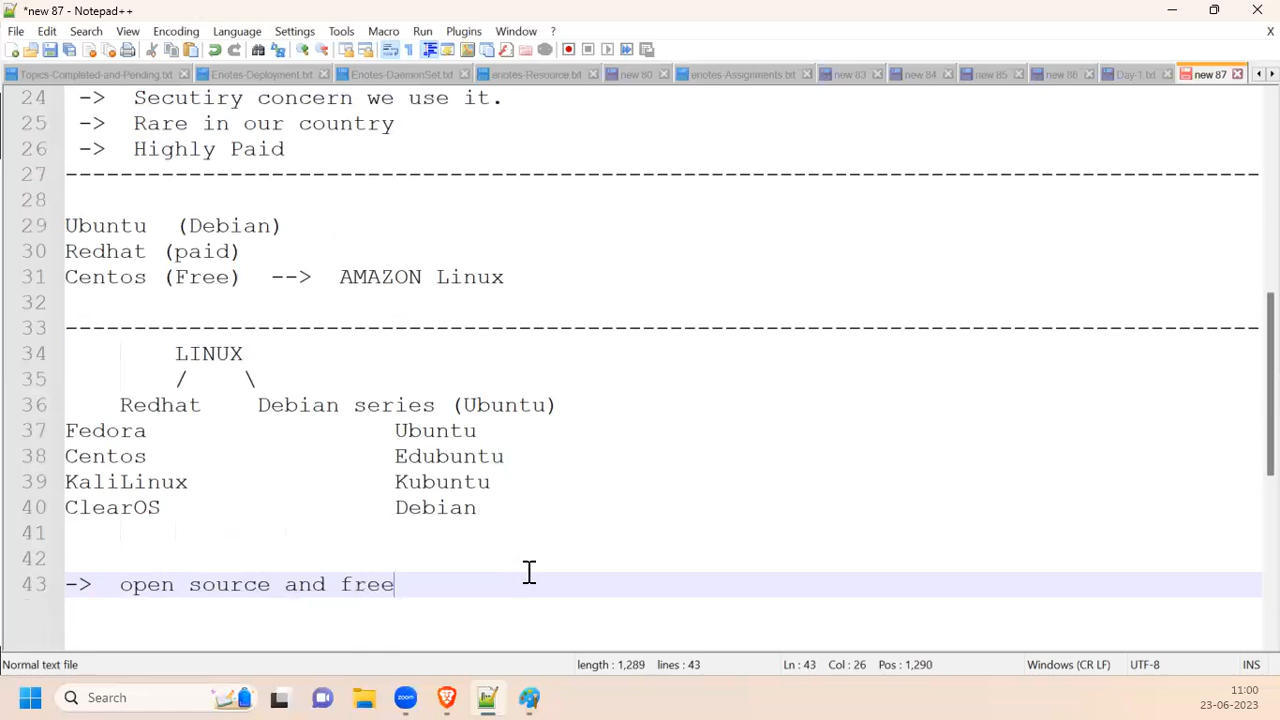 *new 87 - Notepad++
File Edit Search View Encoding Language Settings Tools Macro Run Plugins Window ? X
Topics-Completed-and-Pending.txt Enotes-Deployment.txt Enotes-DaemonSet.txt enotes-Resource.txt new 80 enotes-Assignments.txt new 83 new 84 new 85 new 86 Day-1.txt new 87
24 -> Secutiry concern we use it.
25 -> Rare in our country
26 -> Highly Paid
27 ---------------------------------------------------------------------------------------
28
29 Ubuntu (Debian)
30 Redhat (paid)
31 Centos (Free) --> AMAZON Linux
32
33 ---------------------------------------------------------------------------------------
34 LINUX
35 / \
36 Redhat Debian series (Ubuntu)
37 Fedora Ubuntu
38 Centos Edubuntu
39 KaliLinux Kubuntu
40 ClearOS Debian
41
42
43 -> open source and free
Normal text file length : 1,289 lines : 43 Ln : 43 Col : 26 Pos : 1,290 Windows (CR LF) UTF-8 INS
Search zoom 11:00
23-06-2023